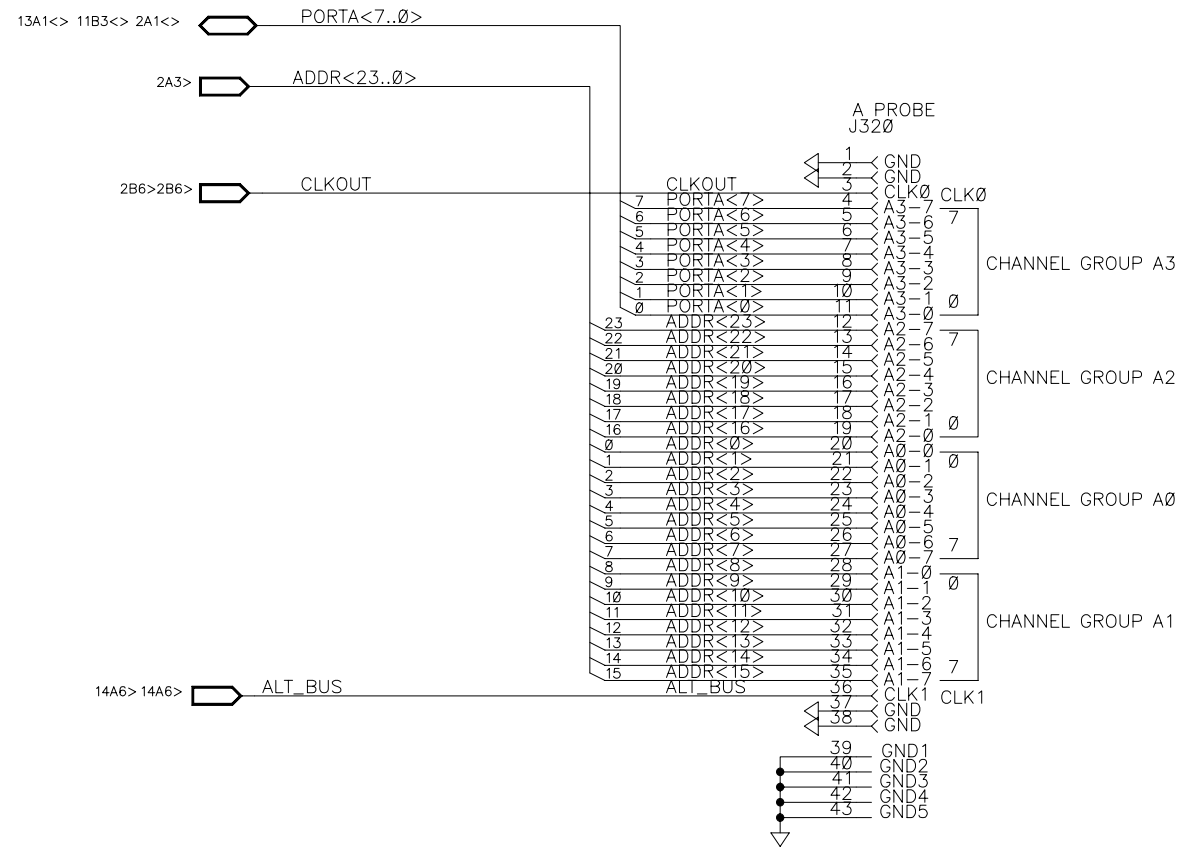 13A1<> 11B3<> 2A1<> PORTA<7..Ø>
2A3> ADDR<23..Ø>
A PROBE
J32Ø
1 GND
2 GND
2B6>2B6> CLKOUT CLKOUT 3 CLKØ CLKØ
7 PORTA<7> 4 A3-7 7
6 PORTA<6> 5 A3-6
5 PORTA<5> 6 A3-5
4 PORTA<4> 7 A3-4
3 PORTA<3> 8 A3-3 CHANNEL GROUP A3
2 PORTA<2> 9 A3-2
1 PORTA<1> 1Ø A3-1 Ø
Ø PORTA<Ø> 11 A3-Ø
23 ADDR<23> 12 A2-7 7
22 ADDR<22> 13 A2-6
21 ADDR<21> 14 A2-5
2Ø ADDR<2Ø> 15 A2-4 CHANNEL GROUP A2
19 ADDR<19> 16 A2-3
18 ADDR<18> 17 A2-2
17 ADDR<17> 18 A2-1 Ø
16 ADDR<16> 19 A2-Ø
Ø ADDR<Ø> 2Ø AØ-Ø Ø
1 ADDR<1> 21 AØ-1
2 ADDR<2> 22 AØ-2
3 ADDR<3> 23 AØ-3 CHANNEL GROUP AØ
4 ADDR<4> 24 AØ-4
5 ADDR<5> 25 AØ-5
6 ADDR<6> 26 AØ-6 7
7 ADDR<7> 27 AØ-7
8 ADDR<8> 28 A1-Ø Ø
9 ADDR<9> 29 A1-1
1Ø ADDR<1Ø> 3Ø A1-2
11 ADDR<11> 31 A1-3 CHANNEL GROUP A1
12 ADDR<12> 32 A1-4
13 ADDR<13> 33 A1-5
14 ADDR<14> 34 A1-6 7
15 ADDR<15> 35 A1-7
14A6>14A6> ALT_BUS ALT_BUS 36 CLK1 CLK1
37 GND
38 GND
39 GND1
4Ø GND2
41 GND3
42 GND4
43 GND5